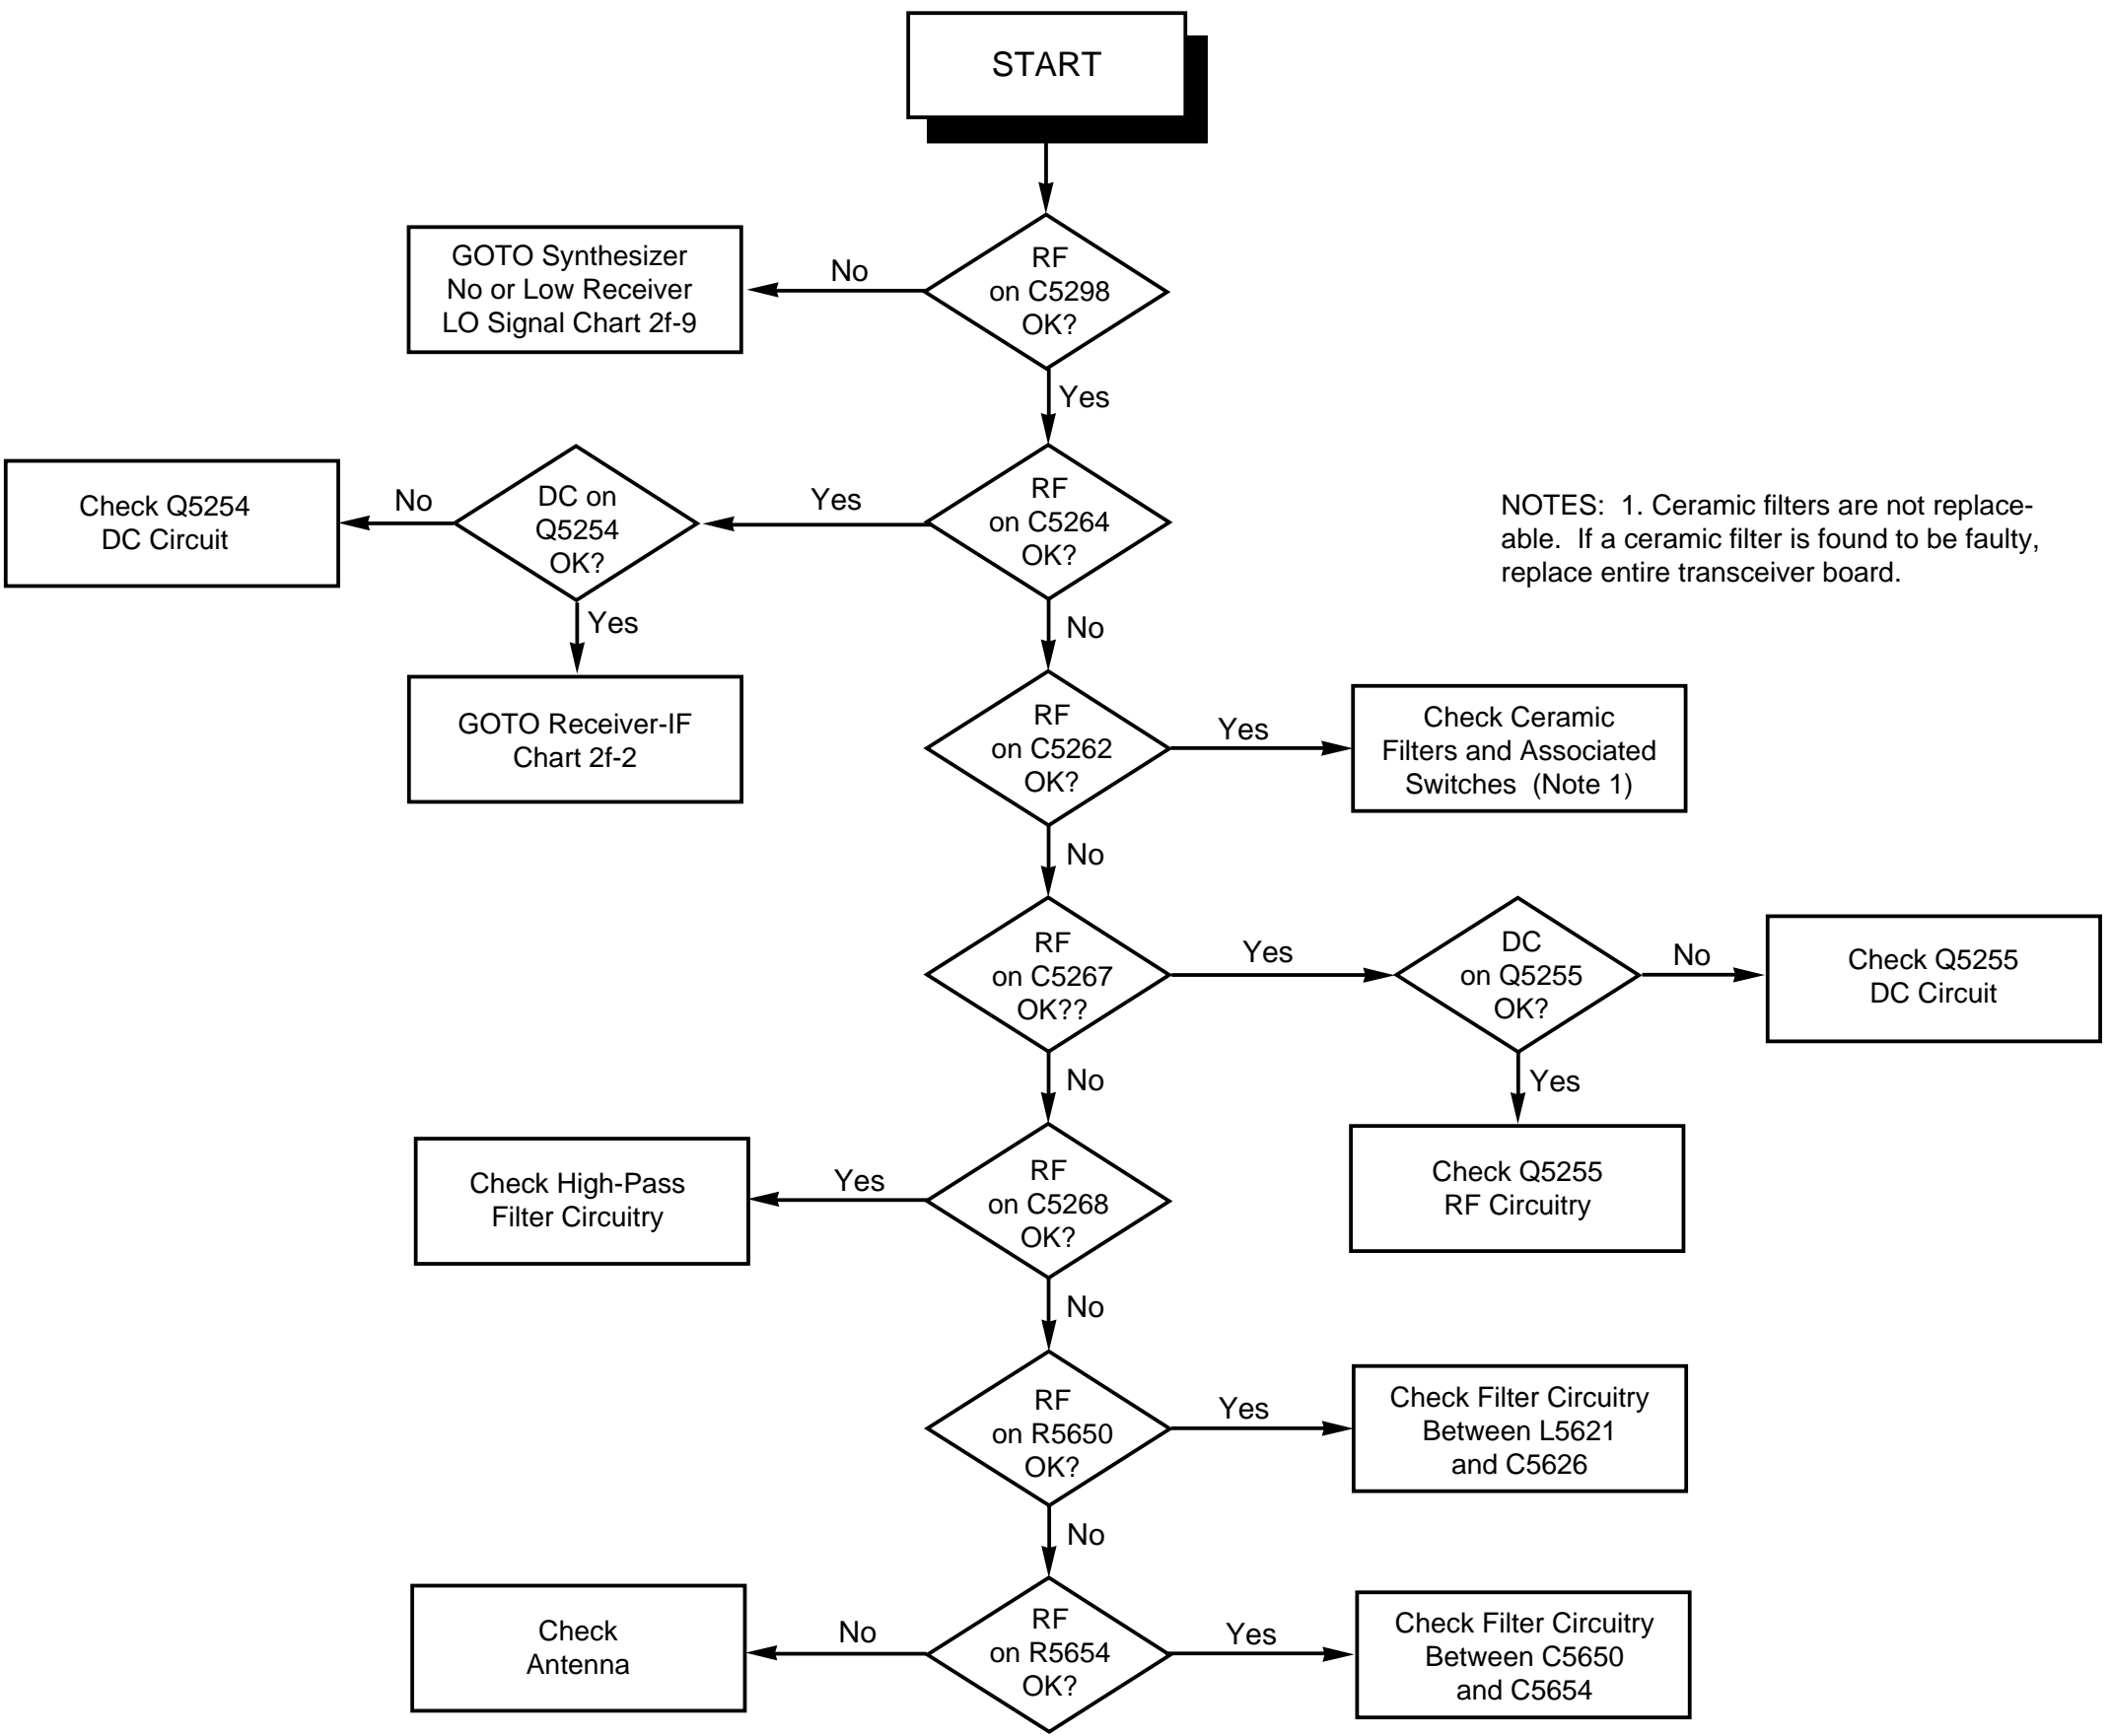 START
RF
on C5298
OK?
No
GOTO Synthesizer
No or Low Receiver
LO Signal Chart 2f-9
Yes
RF
on C5264
OK?
Yes
DC on
Q5254
OK?
No
Check Q5254
DC Circuit
Yes
GOTO Receiver-IF
Chart 2f-2
NOTES:  1. Ceramic filters are not replace-
able.  If a ceramic filter is found to be faulty,
replace entire transceiver board.
No
RF
on C5262
OK?
Yes
Check Ceramic
Filters and Associated
Switches  (Note 1)
No
RF
on C5267
OK??
Yes
DC
on Q5255
OK?
No
Check Q5255
DC Circuit
Yes
Check Q5255
RF Circuitry
No
RF
on C5268
OK?
Yes
Check High-Pass
Filter Circuitry
No
RF
on R5650
OK?
Yes
Check Filter Circuitry
Between L5621
and C5626
No
RF
on R5654
OK?
No
Check
Antenna
Yes
Check Filter Circuitry
Between C5650
and C5654